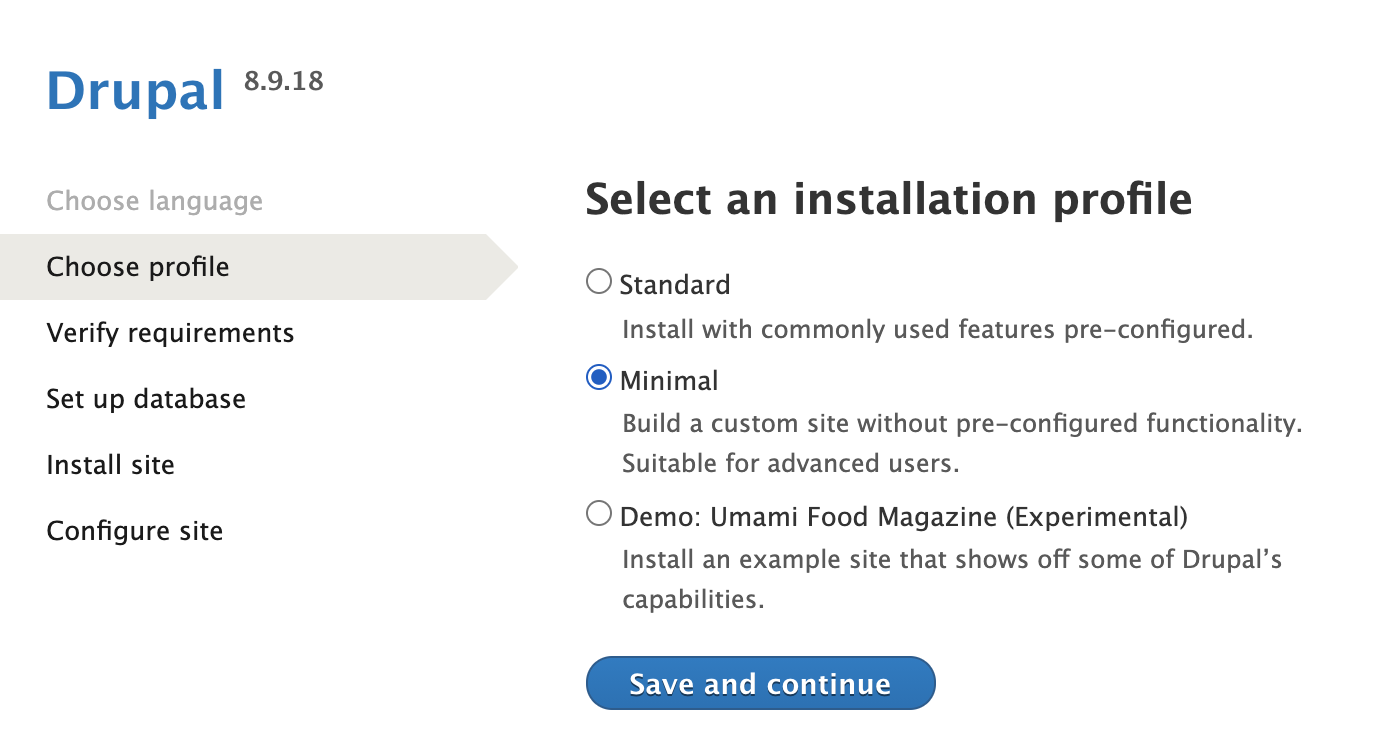 Drupal 8.9.18
Choose language
Choose profile
Verify requirements
Set up database
Install site
Configure site
Select an installation profile
Standard
Install with commonly used features pre-configured.
Minimal
Build a custom site without pre-configured functionality.
Suitable for advanced users.
Demo: Umami Food Magazine (Experimental)
Install an example site that shows off some of Drupal’s
capabilities.
Save and continue